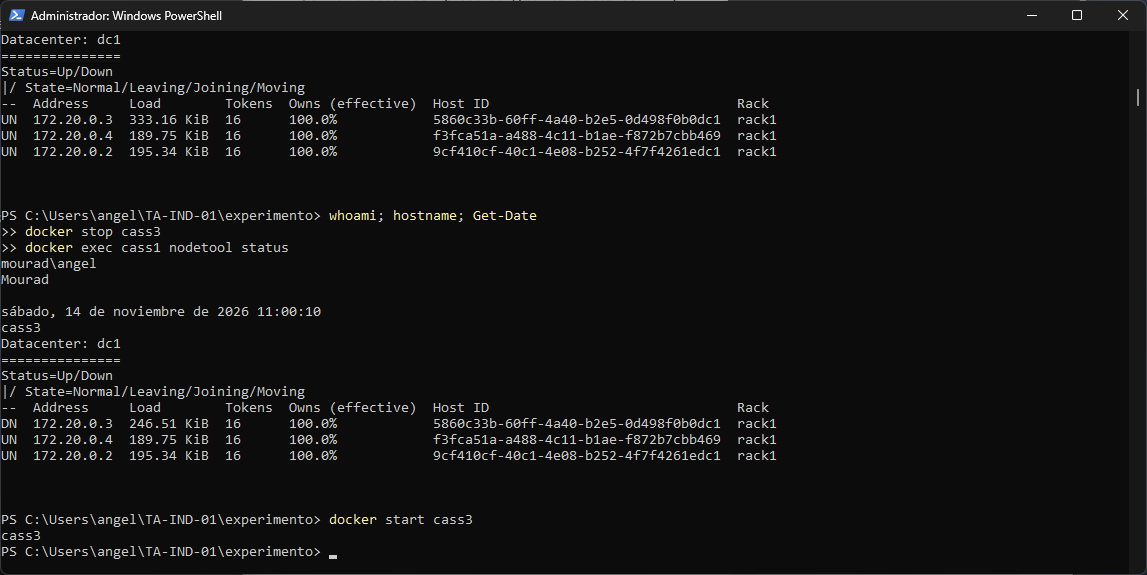 Administrador: Windows PowerShell
Datacenter: dc1
===============
Status=Up/Down
|/ State=Normal/Leaving/Joining/Moving
--  Address     Load        Tokens  Owns (effective)  Host ID                               Rack
UN  172.20.0.3  333.16 KiB  16      100.0%            5860c33b-60ff-4a40-b2e5-0d498f0b0dc1  rack1
UN  172.20.0.4  189.75 KiB  16      100.0%            f3fca51a-a488-4c11-b1ae-f872b7cbb469  rack1
UN  172.20.0.2  195.34 KiB  16      100.0%            9cf410cf-40c1-4e08-b252-4f7f4261edc1  rack1
PS C:\Users\angel\TA-IND-01\experimento> whoami; hostname; Get-Date
>> docker stop cass3
>> docker exec cass1 nodetool status
mourad\angel
Mourad
sábado, 14 de noviembre de 2026 11:00:10
cass3
Datacenter: dc1
===============
Status=Up/Down
|/ State=Normal/Leaving/Joining/Moving
--  Address     Load        Tokens  Owns (effective)  Host ID                               Rack
DN  172.20.0.3  246.51 KiB  16      100.0%            5860c33b-60ff-4a40-b2e5-0d498f0b0dc1  rack1
UN  172.20.0.4  189.75 KiB  16      100.0%            f3fca51a-a488-4c11-b1ae-f872b7cbb469  rack1
UN  172.20.0.2  195.34 KiB  16      100.0%            9cf410cf-40c1-4e08-b252-4f7f4261edc1  rack1
PS C:\Users\angel\TA-IND-01\experimento> docker start cass3
cass3
PS C:\Users\angel\TA-IND-01\experimento>